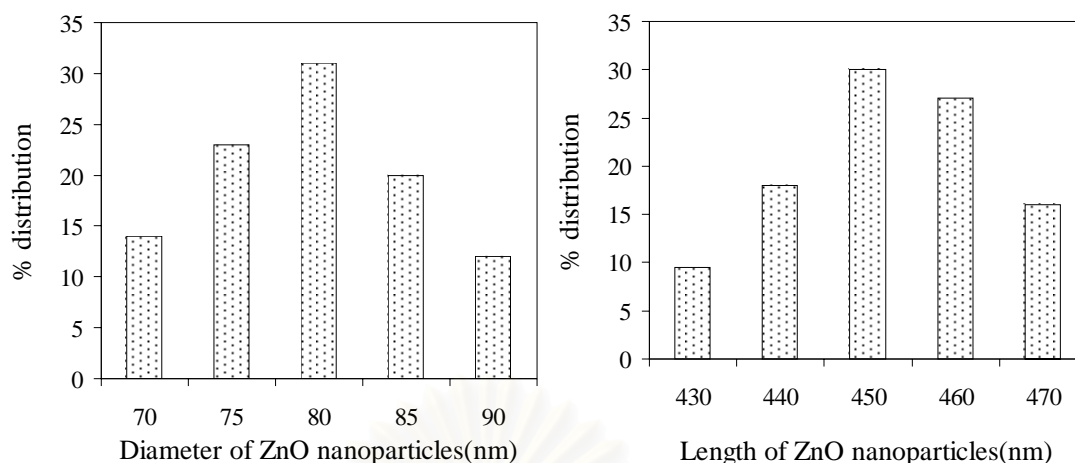 35
30
25
20
15
10
5
0
% distribution
70 75 80 85 90
Diameter of ZnO nanoparticles(nm)
35
30
25
20
15
10
5
0
% distribution
430 440 450 460 470
Length of ZnO nanoparticles(nm)